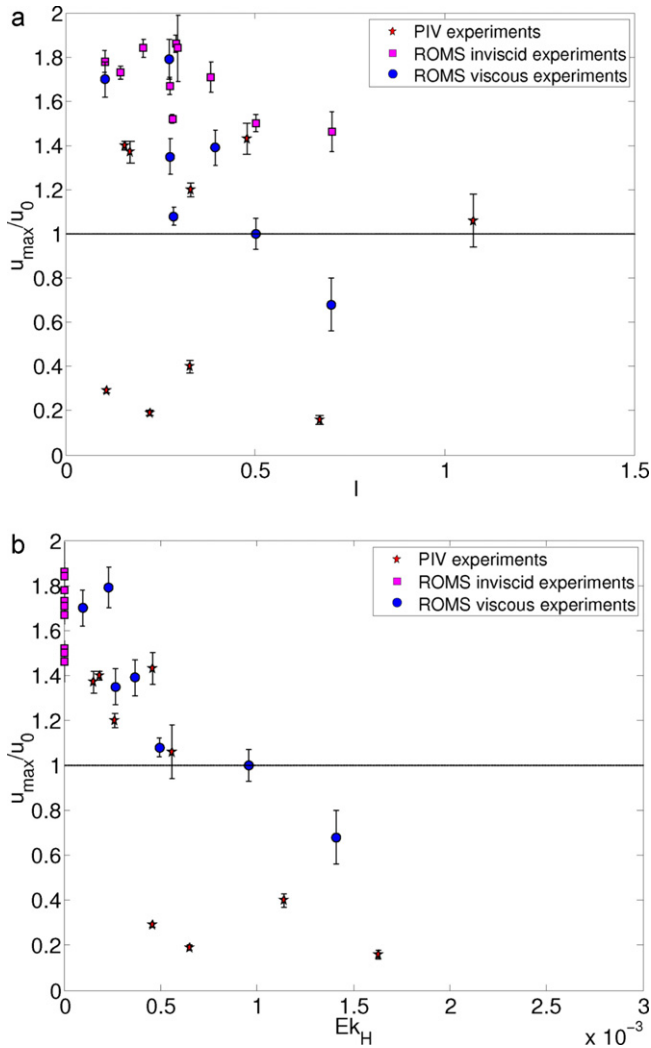 a
2
1.8
1.6
1.4
1.2
1
0.8
0.6
0.4
0.2
0
u_max/u_0
PIV experiments
ROMS inviscid experiments
ROMS viscous experiments
0 0.5 1 1.5
I
b
2
1.8
1.6
1.4
1.2
1
0.8
0.6
0.4
0.2
0
u_max/u_0
PIV experiments
ROMS inviscid experiments
ROMS viscous experiments
0 0.5 1 1.5 2 2.5 3
Ek_H
x 10^-3